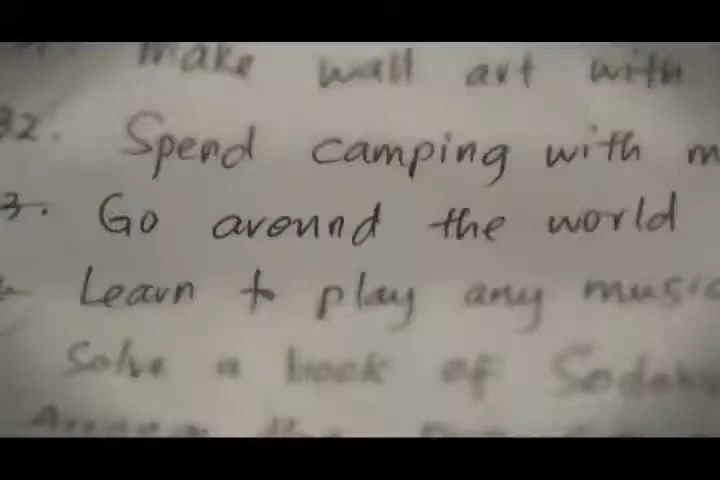 make wall art with
32. Spend camping with m
3. Go around the world
Learn to play any music
Solve a book of Sodoku